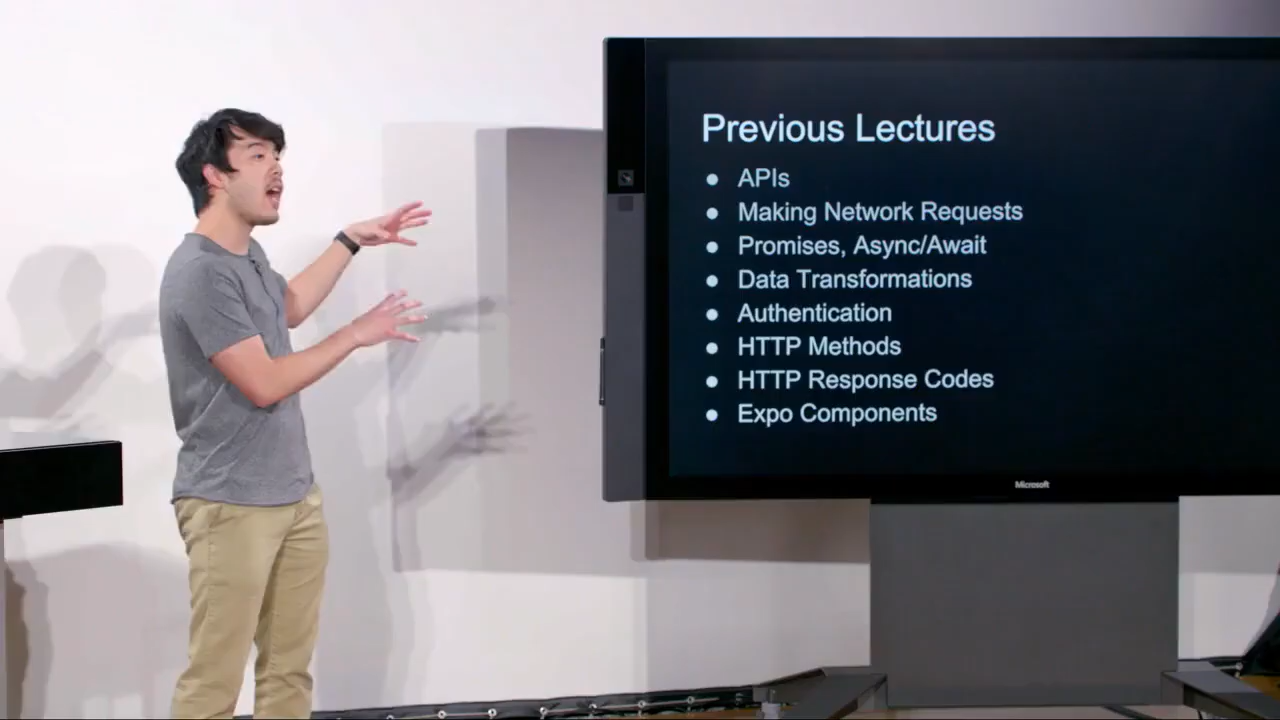 Previous Lectures
● APIs
● Making Network Requests
● Promises, Async/Await
● Data Transformations
● Authentication
● HTTP Methods
● HTTP Response Codes
● Expo Components
Microsoft